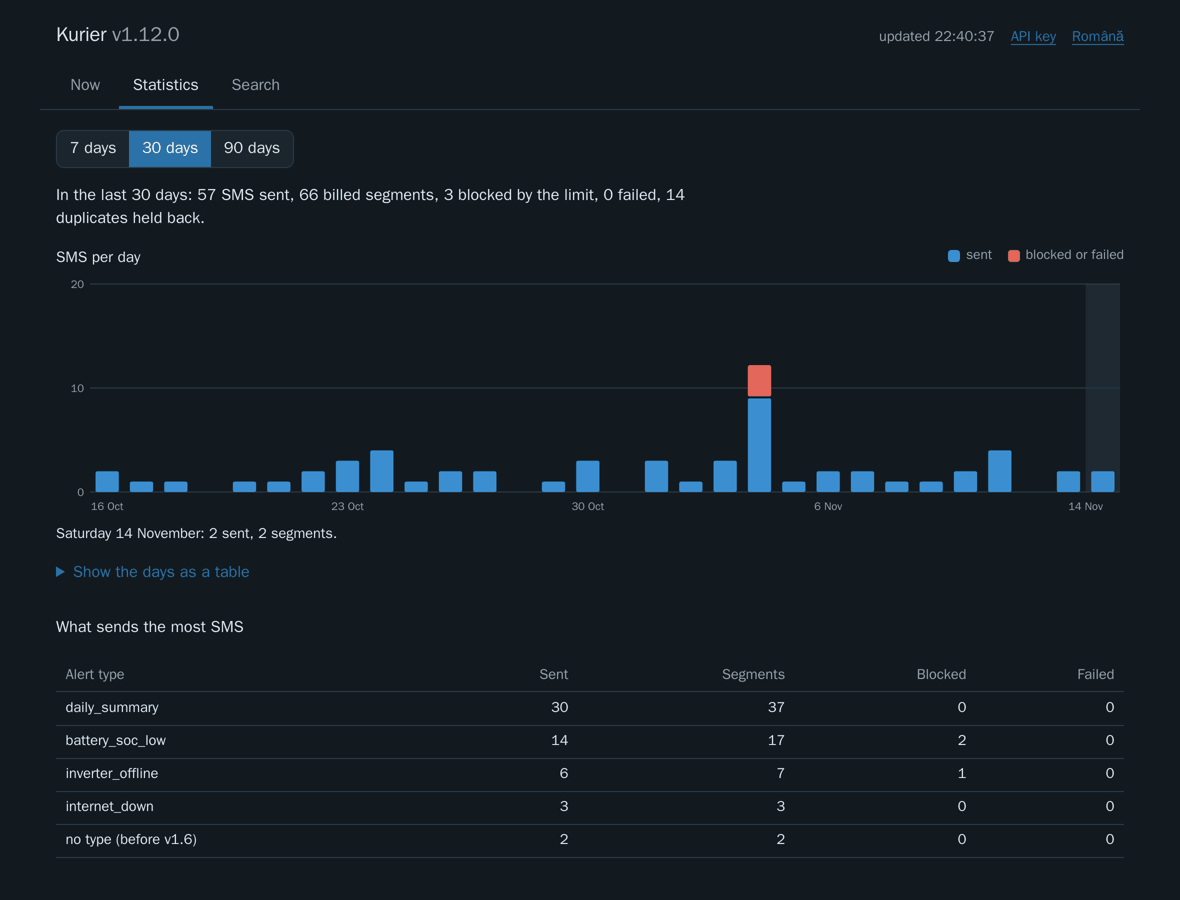 Kurier v1.12.0
updated 22:40:37 API key Română
Now Statistics Search
7 days 30 days 90 days
In the last 30 days: 57 SMS sent, 66 billed segments, 3 blocked by the limit, 0 failed, 14
duplicates held back.
SMS per day
sent blocked or failed
20
10
0
16 Oct 23 Oct 30 Oct 6 Nov 14 Nov
Saturday 14 November: 2 sent, 2 segments.
Show the days as a table
What sends the most SMS
Alert type Sent Segments Blocked Failed
daily_summary 30 37 0 0
battery_soc_low 14 17 2 0
inverter_offline 6 7 1 0
internet_down 3 3 0 0
no type (before v1.6) 2 2 0 0